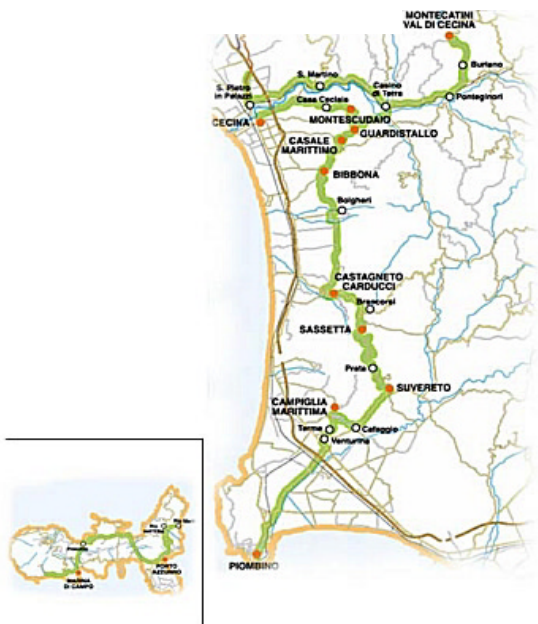 MONTECATINI
VAL DI CECINA
Buriano
S. Martino
Casino
di Terra
S. Pietro
in Palazzi
Ponteginori
Casa Ceciaia
CECINA
MONTESCUDAIO
GUARDISTALLO
CASALE
MARITTIMO
BIBBONA
Bolgheri
CASTAGNETO
CARDUCCI
Brancorsi
SASSETTA
Prata
SUVERETO
CAMPIGLIA
MARITTIMA
Terme
Cafaggio
Venturina
PIOMBINO
PORTO
AZZURRO
MARINA
DI CAMPO